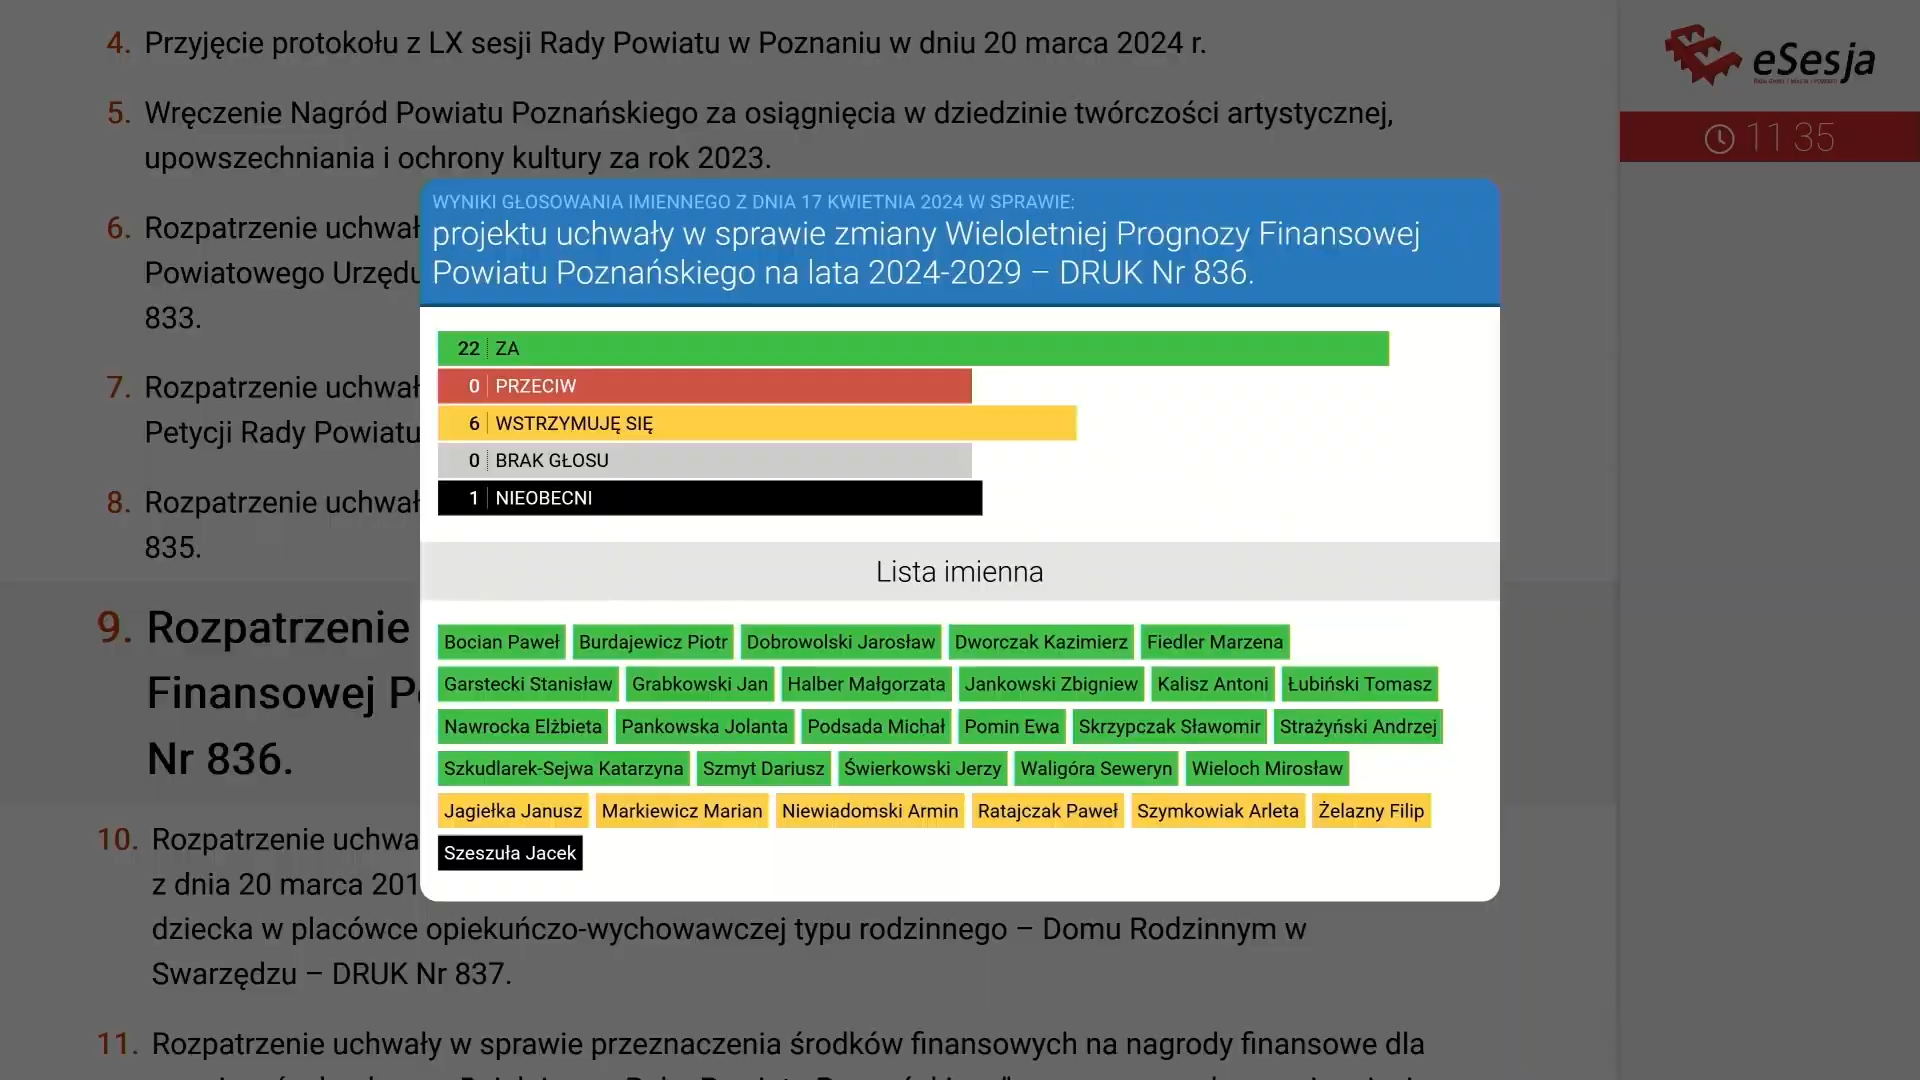 4. Przyjęcie protokołu z LX sesji Rady Powiatu w Poznaniu w dniu 20 marca 2024 r.
5. Wręczenie Nagród Powiatu Poznańskiego za osiągnięcia w dziedzinie twórczości artystycznej,
upowszechniania i ochrony kultury za rok 2023.
6. Rozpatrzenie
Powiatowego Urzędu
833.
7. Rozpatrzenie
Petycji Rady Powiatu
8. Rozpatrzenie
835.
9. Rozpatrzenie
Finansowej
Nr 836.
10. Rozpatrzenie
z dnia 20 marca
dziecka w placówce opiekuńczo-wychowawczej typu rodzinnego – Domu Rodzinnym w
Swarzędzu – DRUK Nr 837.
11. Rozpatrzenie uchwały w sprawie przeznaczenia środków finansowych na nagrody finansowe dla
eSesja
11 35
WYNIKI GŁOSOWANIA IMIENNEGO Z DNIA 17 KWIETNIA 2024 W SPRAWIE:
projektu uchwały w sprawie zmiany Wieloletniej Prognozy Finansowej
Powiatu Poznańskiego na lata 2024-2029 – DRUK Nr 836.
22 ZA
0 PRZECIW
6 WSTRZYMUJĘ SIĘ
0 BRAK GŁOSU
1 NIEOBECNI
Lista imienna
Bocian Paweł Burdajewicz Piotr Dobrowolski Jarosław Dworczak Kazimierz Fiedler Marzena
Garstecki Stanisław Grabkowski Jan Halber Małgorzata Jankowski Zbigniew Kalisz Antoni Łubiński Tomasz
Nawrocka Elżbieta Pankowska Jolanta Podsada Michał Pomin Ewa Skrzypczak Sławomir Strażyński Andrzej
Szkudlarek-Sejwa Katarzyna Szmyt Dariusz Świerkowski Jerzy Waligóra Seweryn Wieloch Mirosław
Jagiełka Janusz Markiewicz Marian Niewiadomski Armin Ratajczak Paweł Szymkowiak Arleta Żelazny Filip
Szeszuła Jacek